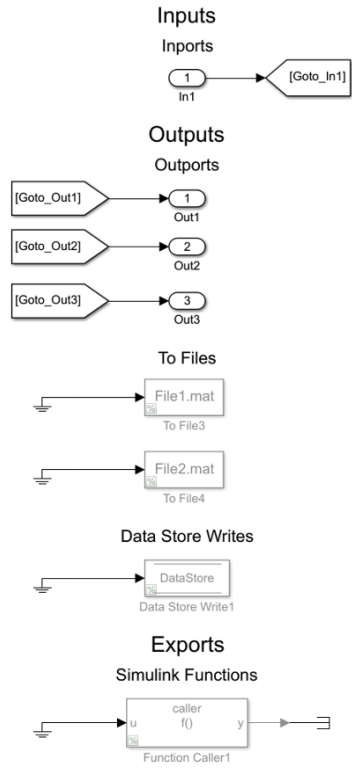 Inputs
Inports
1
[Goto_In1]
In1
Outputs
Outports
[Goto_Out1]
1
Out1
[Goto_Out2]
2
Out2
[Goto_Out3]
3
Out3
To Files
File1.mat
%
To File3
File2.mat
%
To File4
Data Store Writes
DataStore
%
Data Store Write1
Exports
Simulink Functions
caller
u f() y
%
Function Caller1